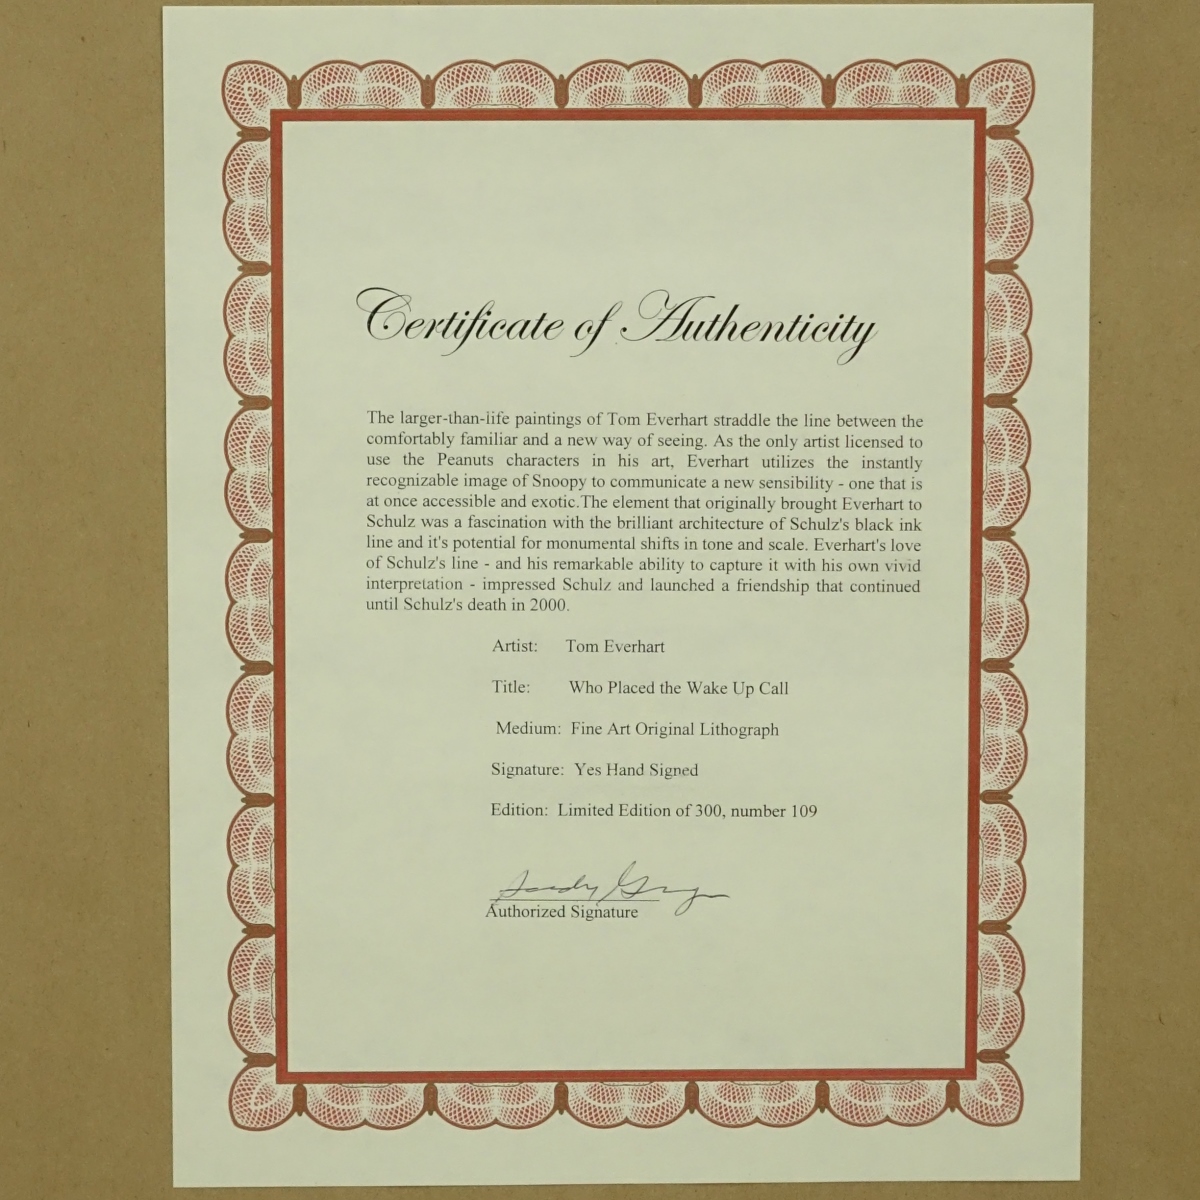 Certificate of Authenticity
The larger-than-life paintings of Tom Everhart straddle the line between the
comfortably familiar and a new way of seeing. As the only artist licensed to
use the Peanuts characters in his art, Everhart utilizes the instantly
recognizable image of Snoopy to communicate a new sensibility - one that is
at once accessible and exotic.The element that originally brought Everhart to
Schulz was a fascination with the brilliant architecture of Schulz's black ink
line and it's potential for monumental shifts in tone and scale. Everhart's love
of Schulz's line - and his remarkable ability to capture it with his own vivid
interpretation - impressed Schulz and launched a friendship that continued
until Schulz's death in 2000.
Artist: Tom Everhart
Title: Who Placed the Wake Up Call
Medium: Fine Art Original Lithograph
Signature: Yes Hand Signed
Edition: Limited Edition of 300, number 109
Authorized Signature